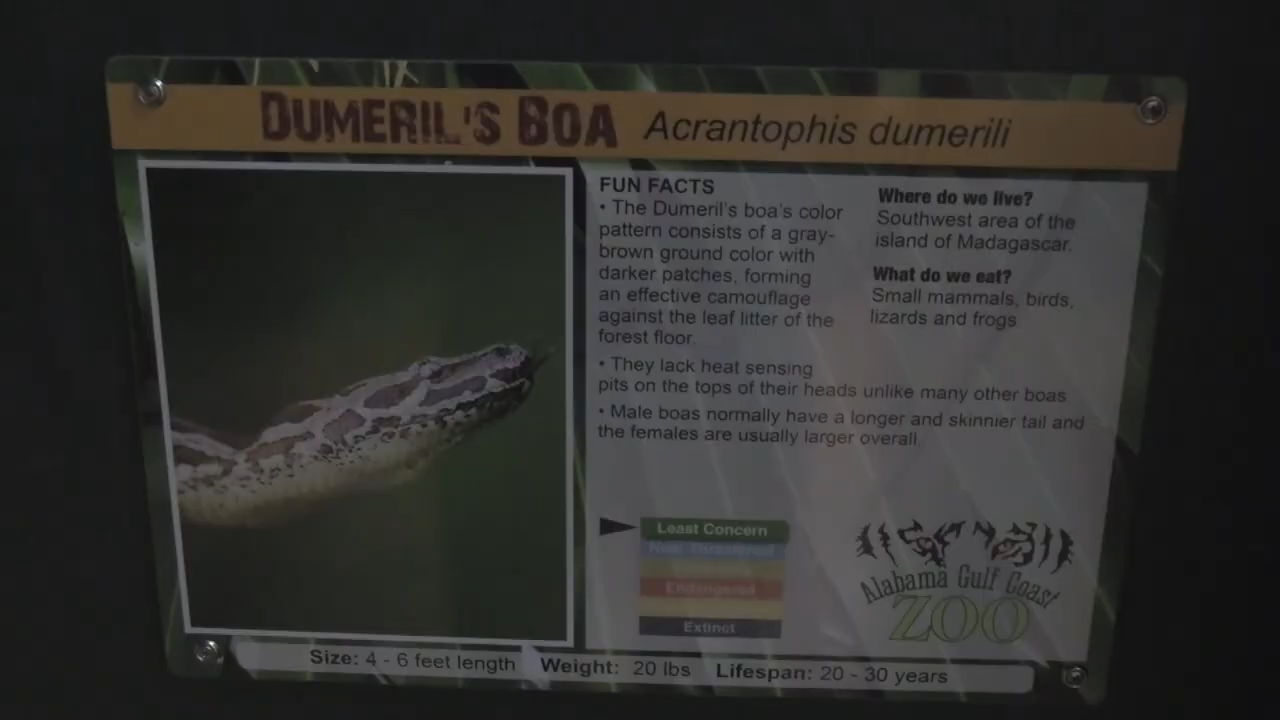 DUMERIL'S BOA Acrantophis dumerili
FUN FACTS
• The Dumeril's boa's color
pattern consists of a gray-
brown ground color with
darker patches, forming
an effective camouflage
against the leaf litter of the
forest floor.
• They lack heat sensing
pits on the tops of their heads unlike many other boas
• Male boas normally have a longer and skinnier tail and
the females are usually larger overall.
Where do we live?
Southwest area of the
island of Madagascar.
What do we eat?
Small mammals, birds,
lizards and frogs
Least Concern
Near Threatened
Endangered
Extinct
Alabama Gulf Coast
ZOO
Size: 4 - 6 feet length Weight: 20 lbs Lifespan: 20 - 30 years